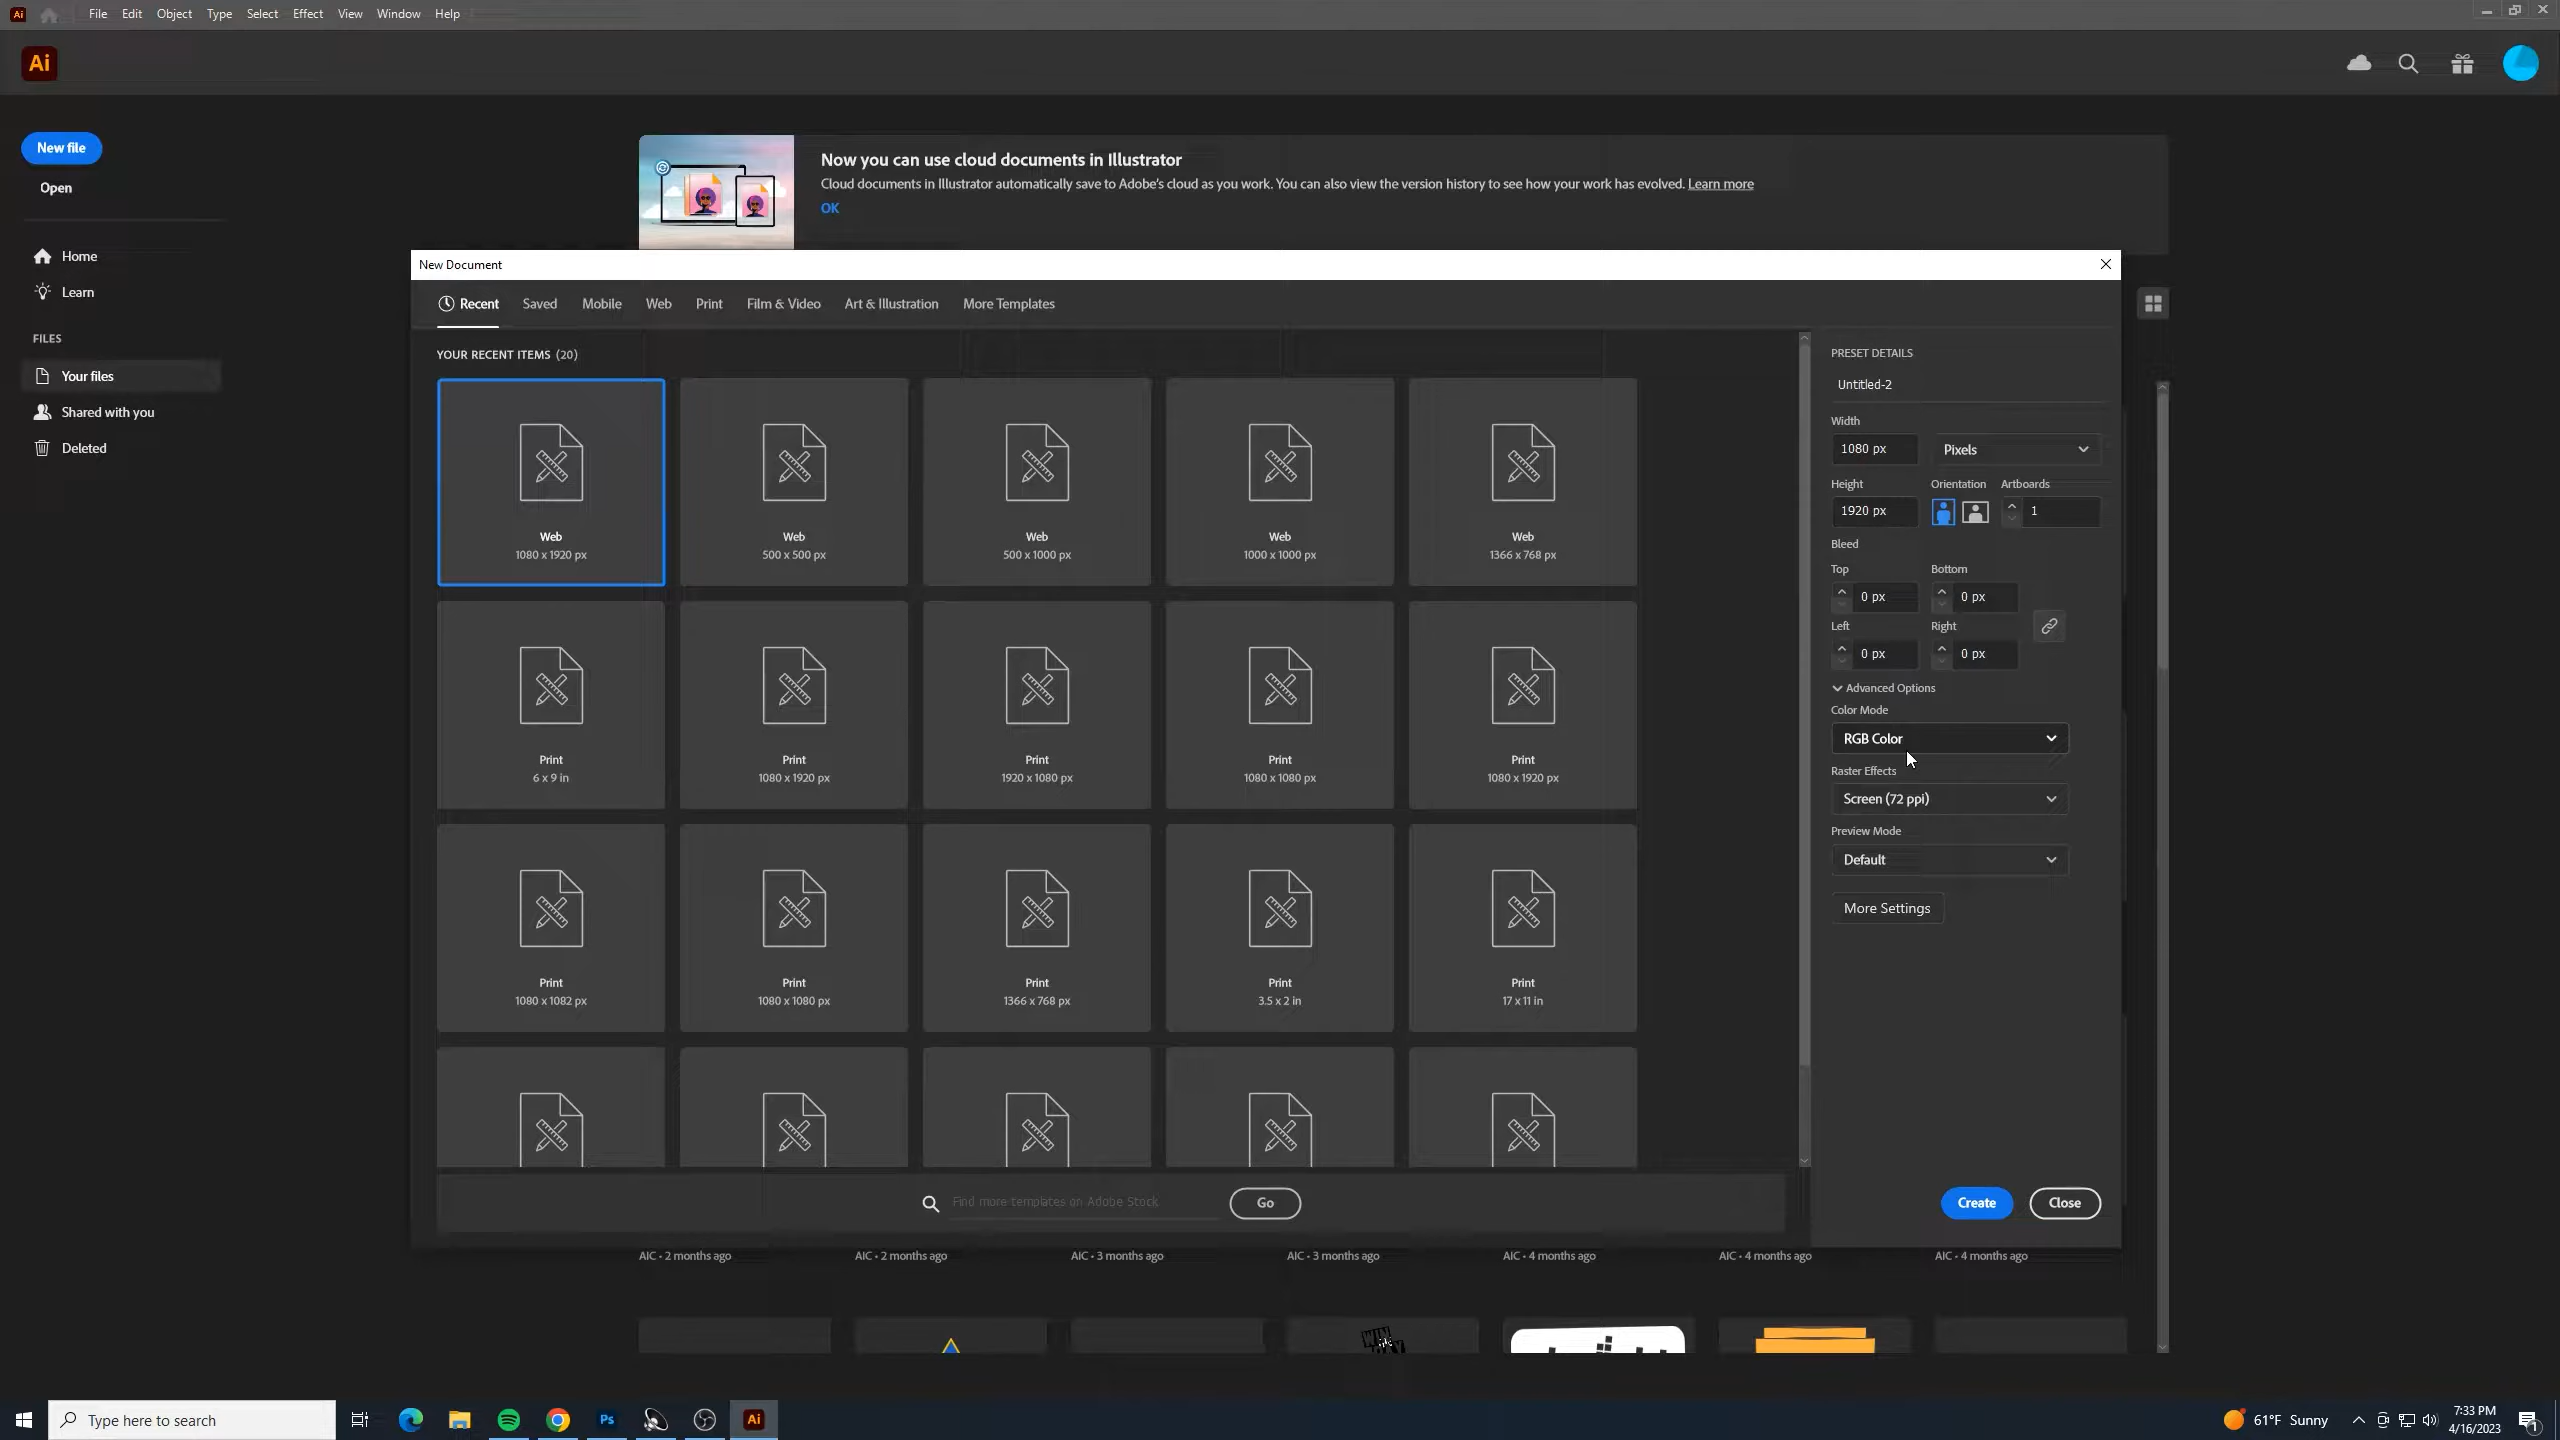 Ai File Edit Object Type Select Effect View Window Help
Ai
New file
Open
Home
Learn
FILES
Your files
Shared with you
Deleted
Now you can use cloud documents in Illustrator
Cloud documents in Illustrator automatically save to Adobe's cloud as you work. You can also view the version history to see how your work has evolved. Learn more
OK
New Document
Recent Saved Mobile Web Print Film & Video Art & Illustration More Templates
YOUR RECENT ITEMS (20)
Web
1080 x 1920 px
Web
500 x 500 px
Web
500 x 1000 px
Web
1000 x 1000 px
Web
1366 x 768 px
Print
6 x 9 in
Print
1080 x 1920 px
Print
1920 x 1080 px
Print
1080 x 1080 px
Print
1080 x 1920 px
Print
1080 x 1082 px
Print
1080 x 1080 px
Print
1366 x 768 px
Print
3.5 x 2 in
Print
17 x 11 in
Find more templates on Adobe Stock
Go
PRESET DETAILS
Untitled-2
Width
1080 px Pixels
Height Orientation Artboards
1920 px 1
Bleed
Top Bottom
0 px 0 px
Left Right
0 px 0 px
Advanced Options
Color Mode
RGB Color
Raster Effects
Screen (72 ppi)
Preview Mode
Default
More Settings
Create Close
AIC • 2 months ago AIC • 2 months ago AIC • 3 months ago AIC • 3 months ago AIC • 4 months ago AIC • 4 months ago AIC • 4 months ago
Type here to search
Ps
Ai
61°F Sunny
7:33 PM
4/16/2023
1